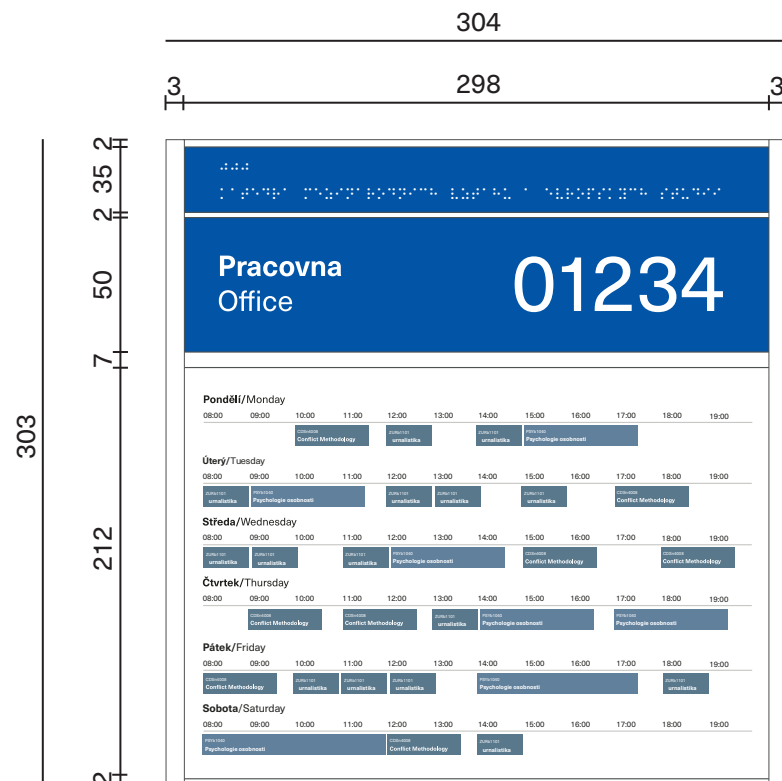 304
3 298 3
2
35
2
50
7
303
212
Pracovna
Office
01234
Pondělí/Monday
08:00 09:00 10:00 11:00 12:00 13:00 14:00 15:00 16:00 17:00 18:00 19:00
Conflict Methodology urnalistika urnalistika Psychologie osobnosti
Úterý/Tuesday
08:00 09:00 10:00 11:00 12:00 13:00 14:00 15:00 16:00 17:00 18:00 19:00
urnalistika Psychologie osobnosti urnalistika urnalistika urnalistika Conflict Methodology
Středa/Wednesday
08:00 09:00 10:00 11:00 12:00 13:00 14:00 15:00 16:00 17:00 18:00 19:00
urnalistika urnalistika urnalistika Psychologie osobnosti Conflict Methodology Conflict Methodology
Čtvrtek/Thursday
08:00 09:00 10:00 11:00 12:00 13:00 14:00 15:00 16:00 17:00 18:00 19:00
Conflict Methodology Conflict Methodology urnalistika Psychologie osobnosti Psychologie osobnosti
Pátek/Friday
08:00 09:00 10:00 11:00 12:00 13:00 14:00 15:00 16:00 17:00 18:00 19:00
Conflict Methodology urnalistika urnalistika urnalistika Psychologie osobnosti urnalistika
Sobota/Saturday
08:00 09:00 10:00 11:00 12:00 13:00 14:00 15:00 16:00 17:00 18:00 19:00
Psychologie osobnosti Conflict Methodology urnalistika